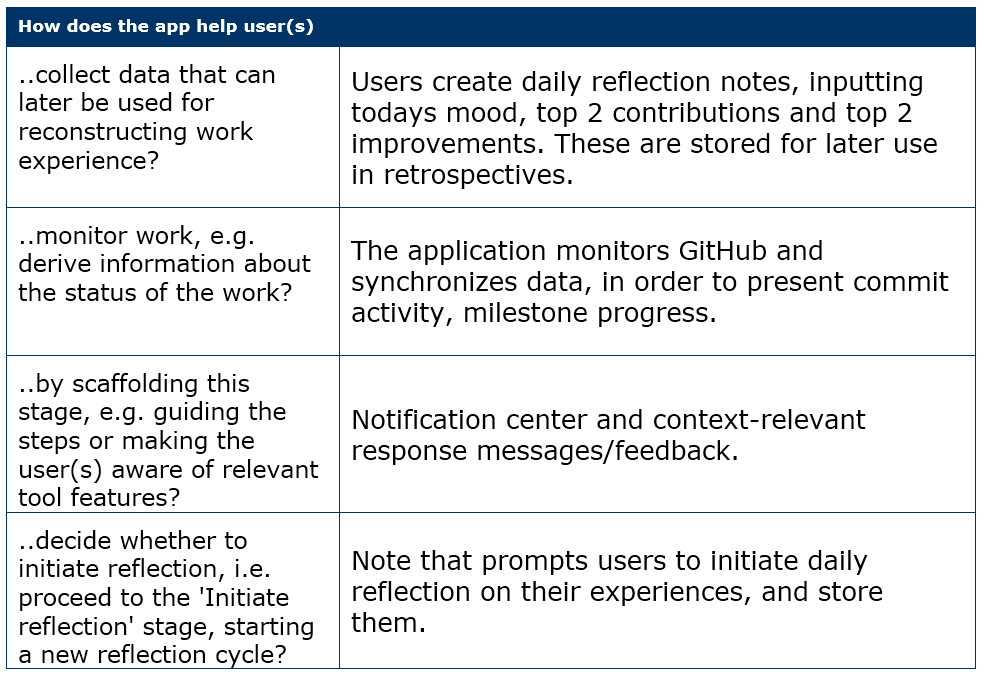 How does the app help user(s)
..collect data that can
later be used for
reconstructing work
experience?
Users create daily reflection notes, inputting
todays mood, top 2 contributions and top 2
improvements. These are stored for later use
in retrospectives.
..monitor work, e.g.
derive information about
the status of the work?
The application monitors GitHub and
synchronizes data, in order to present commit
activity, milestone progress.
..by scaffolding this
stage, e.g. guiding the
steps or making the
user(s) aware of relevant
tool features?
Notification center and context-relevant
response messages/feedback.
..decide whether to
initiate reflection, i.e.
proceed to the 'Initiate
reflection' stage, starting
a new reflection cycle?
Note that prompts users to initiate daily
reflection on their experiences, and store
them.